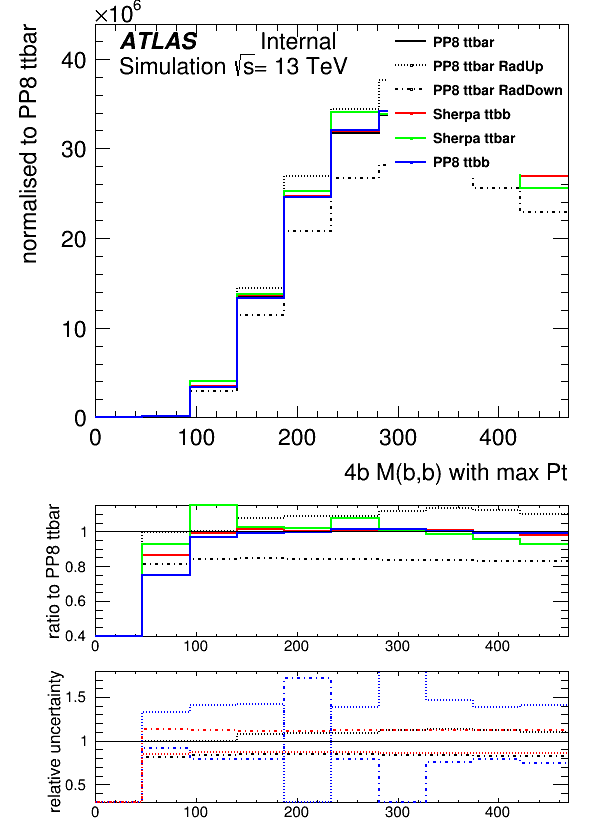 ×10⁶
normalised to PP8 ttbar
ATLAS Internal
Simulation √s= 13 TeV
PP8 ttbar
PP8 ttbar RadUp
PP8 ttbar RadDown
Sherpa ttbb
Sherpa ttbar
PP8 ttbb
40
30
20
10
0
0 100 200 300 400
4b M(b,b) with max Pt
ratio to PP8 ttbar
1
0.8
0.6
0.4
0 100 200 300 400
relative uncertainty
1.5
1
0.5
0 100 200 300 400